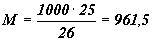 M = 1000 · 25 / 26 = 961,5